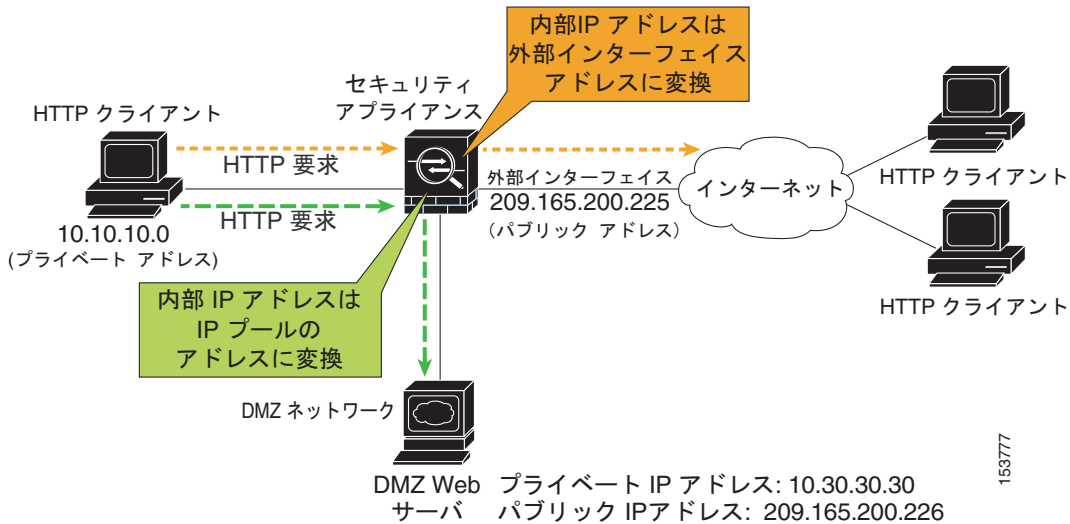 内部IP アドレスは
外部インターフェイス
アドレスに変換
セキュリティ
アプライアンス
HTTP クライアント
HTTP 要求
外部インターフェイス
209.165.200.225
(パブリック アドレス)
インターネット
HTTP クライアント
HTTP 要求
10.10.10.0
(プライベート アドレス)
内部 IP アドレスは
IP プールの
アドレスに変換
HTTP クライアント
DMZ ネットワーク
153777
DMZ Web プライベート IP アドレス: 10.30.30.30
サーバ パブリック IPアドレス: 209.165.200.226